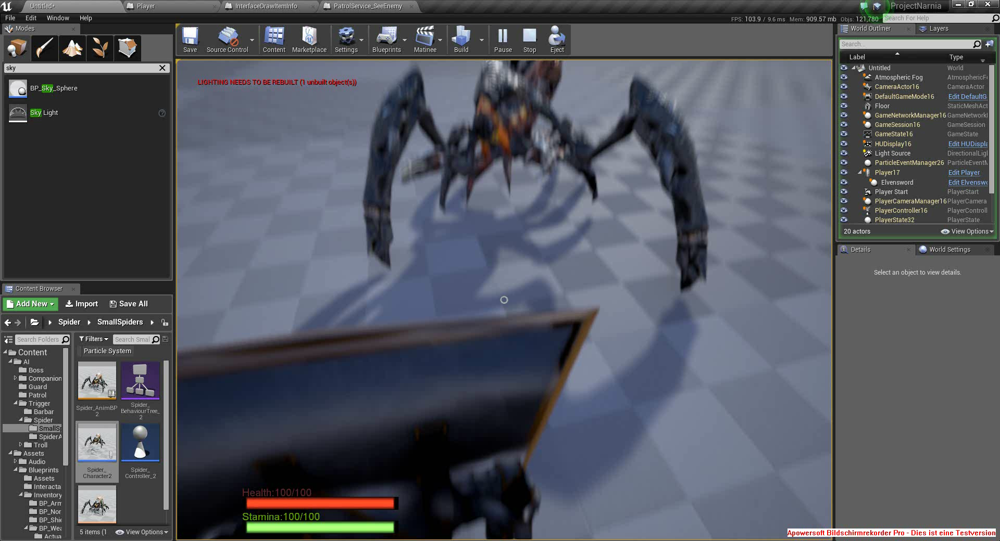 Untitled*
Player
InterfaceDrawItemInfo
PatrolService_SeeEnemy
ProjectNarnia
File Edit Window Help
FPS: 103.9 / 9.6 ms Mem: 909.57 mb Objs: 121,780
Search For Help
Modes
Save
Source Control
Content
Marketplace
Settings
Blueprints
Matinee
Build
Pause
Stop
Eject
sky
BP_Sky_Sphere
Sky Light
LIGHTING NEEDS TO BE REBUILT (1 unbuilt object(s))
Health:100/100
Stamina:100/100
World Outliner
Layers
Search...
Label Type
Untitled World
Atmospheric Fog AtmosphericF
CameraActor16 CameraActor
DefaultGameMode16 Edit DefaultG
Floor StaticMeshAct
GameNetworkManager16 GameNetwork
GameSession16 GameSession
GameState16 GameState
HUDisplay16 Edit HUDispl
Light Source DirectionalLig
ParticleEventManager26 ParticleEvent
Player17 Edit Player
Elvensword Edit Elvensw
Player Start PlayerStart
PlayerCameraManager16 PlayerCamera
PlayerController16 PlayerControll
PlayerState32 PlayerState
20 actors
View Options
Details
World Settings
Select an object to view details.
Content Browser
Add New
Import
Save All
Spider
SmallSpiders
Search Folders
Filters
Search Smal
Particle System
Content
AI
Boss
Companion
Guard
Patrol
Trigger
Barbar
Spider
SmallSp
SpiderA
Troll
Assets
Audio
Blueprints
Assets
Interacta
Inventory
BP_Arm
BP_Nor
BP_Shie
BP_Wea
Actua
Spider_AnimBP
2
Spider_
BehaviourTree_
2
Spider_
Character2
Spider_
Controller_2
5 items (1
View Options
Apowersoft Bildschirmrekorder Pro - Dies ist eine Testversion